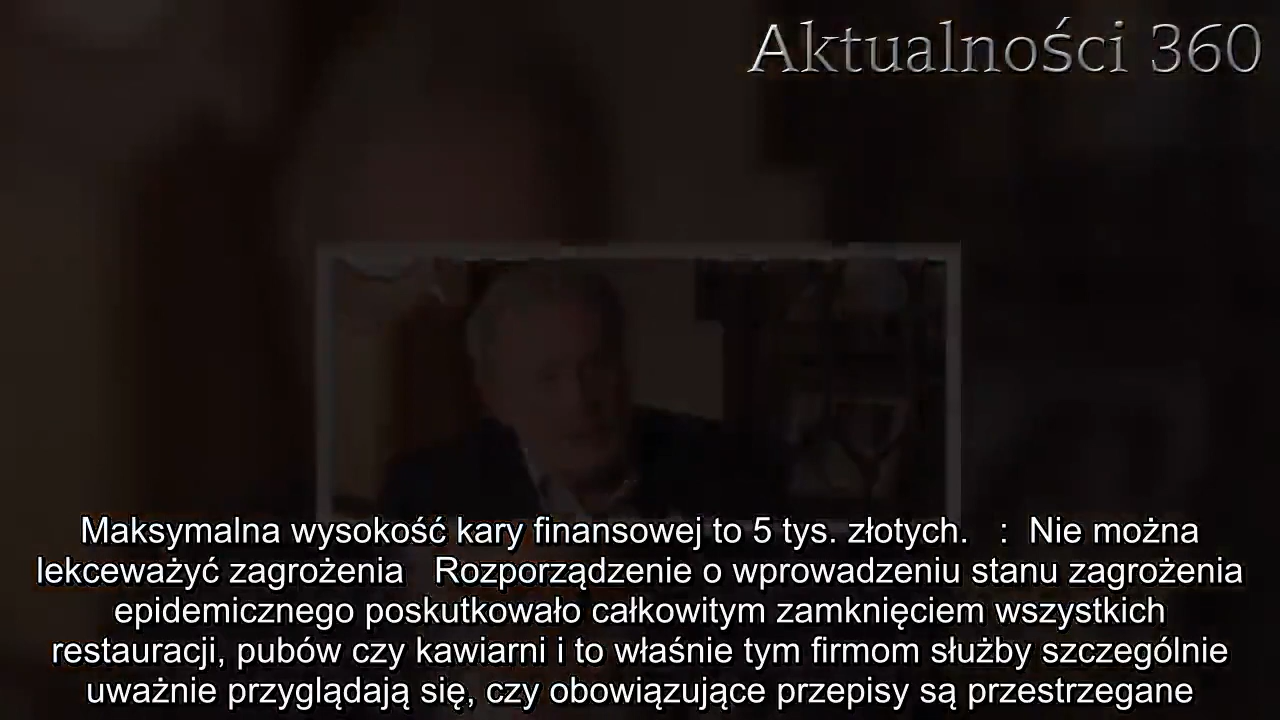 Aktualności 360
Maksymalna wysokość kary finansowej to 5 tys. złotych.   :  Nie można
lekceważyć zagrożenia   Rozporządzenie o wprowadzeniu stanu zagrożenia
epidemicznego poskutkowało całkowitym zamknięciem wszystkich
restauracji, pubów czy kawiarni i to właśnie tym firmom służby szczególnie
uważnie przyglądają się, czy obowiązujące przepisy są przestrzegane